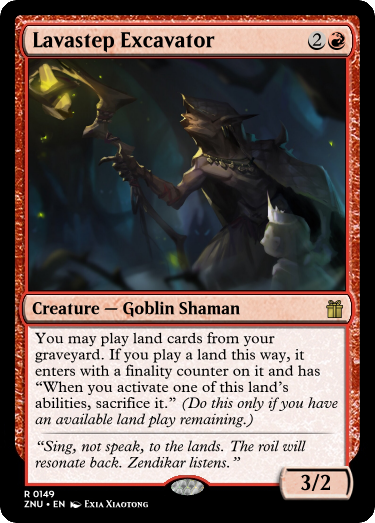 Lavastep Excavator 2
Creature — Goblin Shaman
You may play land cards from your
graveyard. If you play a land this way, it
enters with a finality counter on it and has
“When you activate one of this land’s
abilities, sacrifice it.” (Do this only if you have
an available land play remaining.)
“Sing, not speak, to the lands. The roil will
resonate back. Zendikar listens.”
3/2
R 0149
ZNU • EN Exia Xiaotong